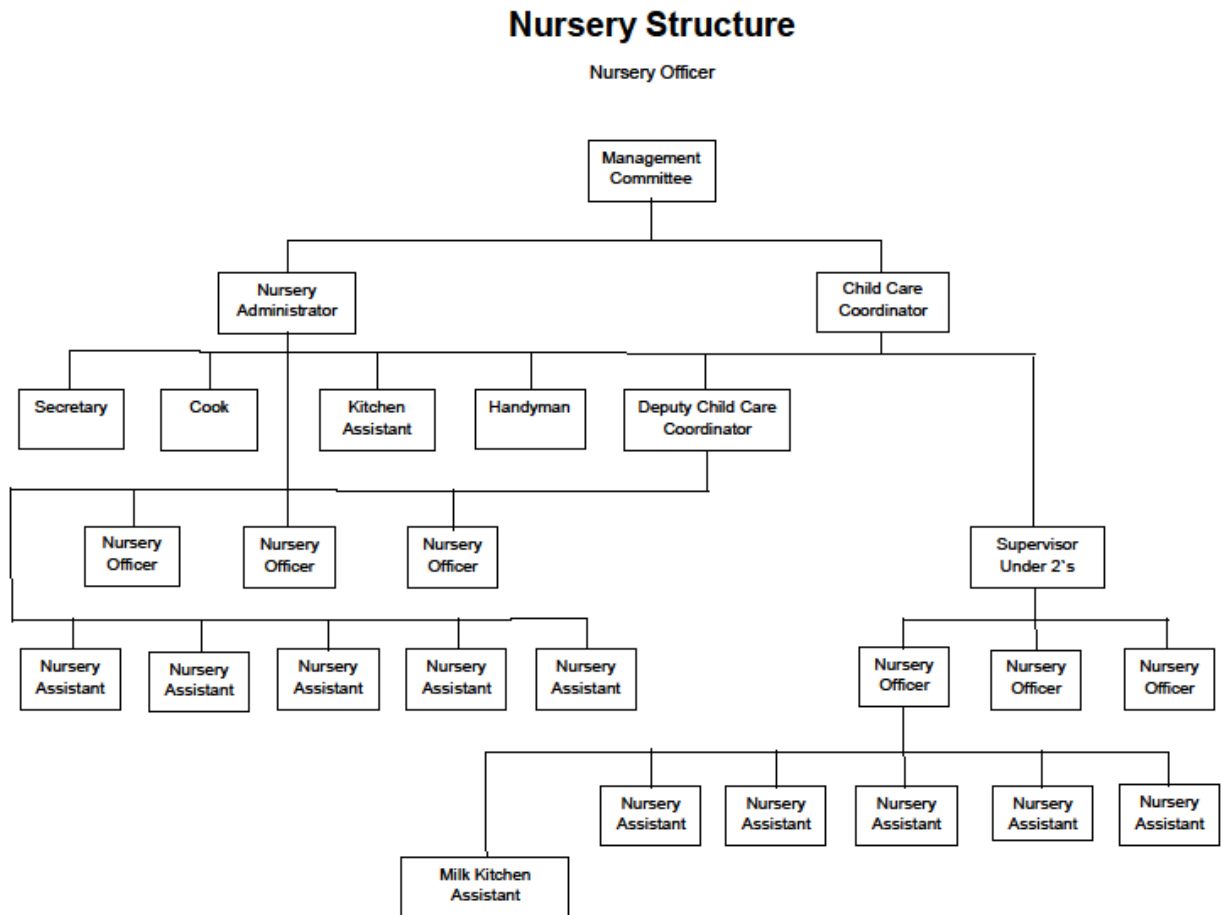 Nursery Structure
Nursery Officer
Management
Committee
Nursery
Administrator
Child Care
Coordinator
Secretary
Cook
Kitchen
Assistant
Handyman
Deputy Child Care
Coordinator
Nursery
Officer
Nursery
Officer
Nursery
Officer
Supervisor
Under 2`s
Nursery
Assistant
Nursery
Assistant
Nursery
Assistant
Nursery
Assistant
Nursery
Assistant
Nursery
Officer
Nursery
Officer
Nursery
Officer
Nursery
Assistant
Nursery
Assistant
Nursery
Assistant
Nursery
Assistant
Nursery
Assistant
Milk Kitchen
Assistant